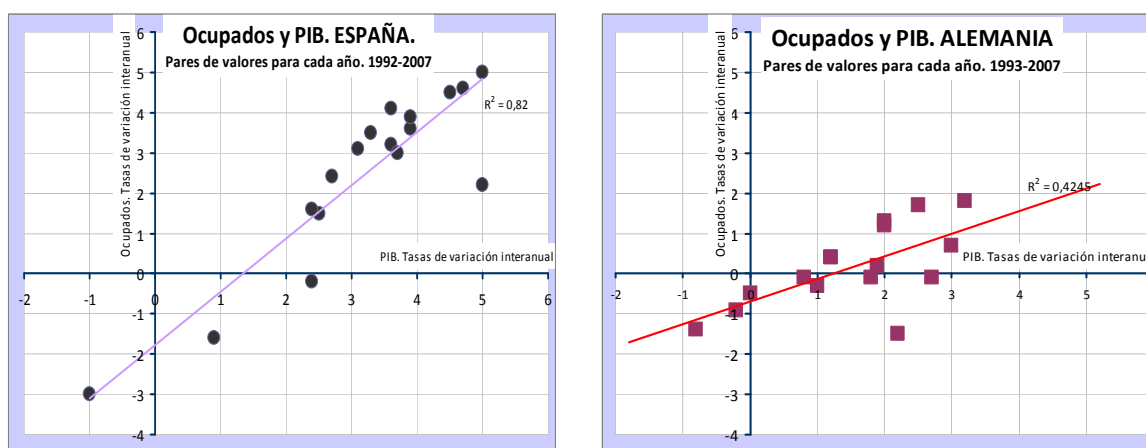 Ocupados y PIB. ESPAÑA.
Pares de valores para cada año. 1992-2007
Ocupados. Tasas de variación interanual
6
5
4
3
2
1
0
-1
-2
-3
-4
R² = 0,82
PIB. Tasas de variación interanual
-2 -1 0 1 2 3 4 5 6
Ocupados y PIB. ALEMANIA
Pares de valores para cada año. 1993-2007
Ocupados. Tasas de variación interanual
6
5
4
3
2
1
0
-1
-2
-3
-4
R² = 0,4245
PIB. Tasas de variación interanua
-2 -1 0 1 2 3 4 5